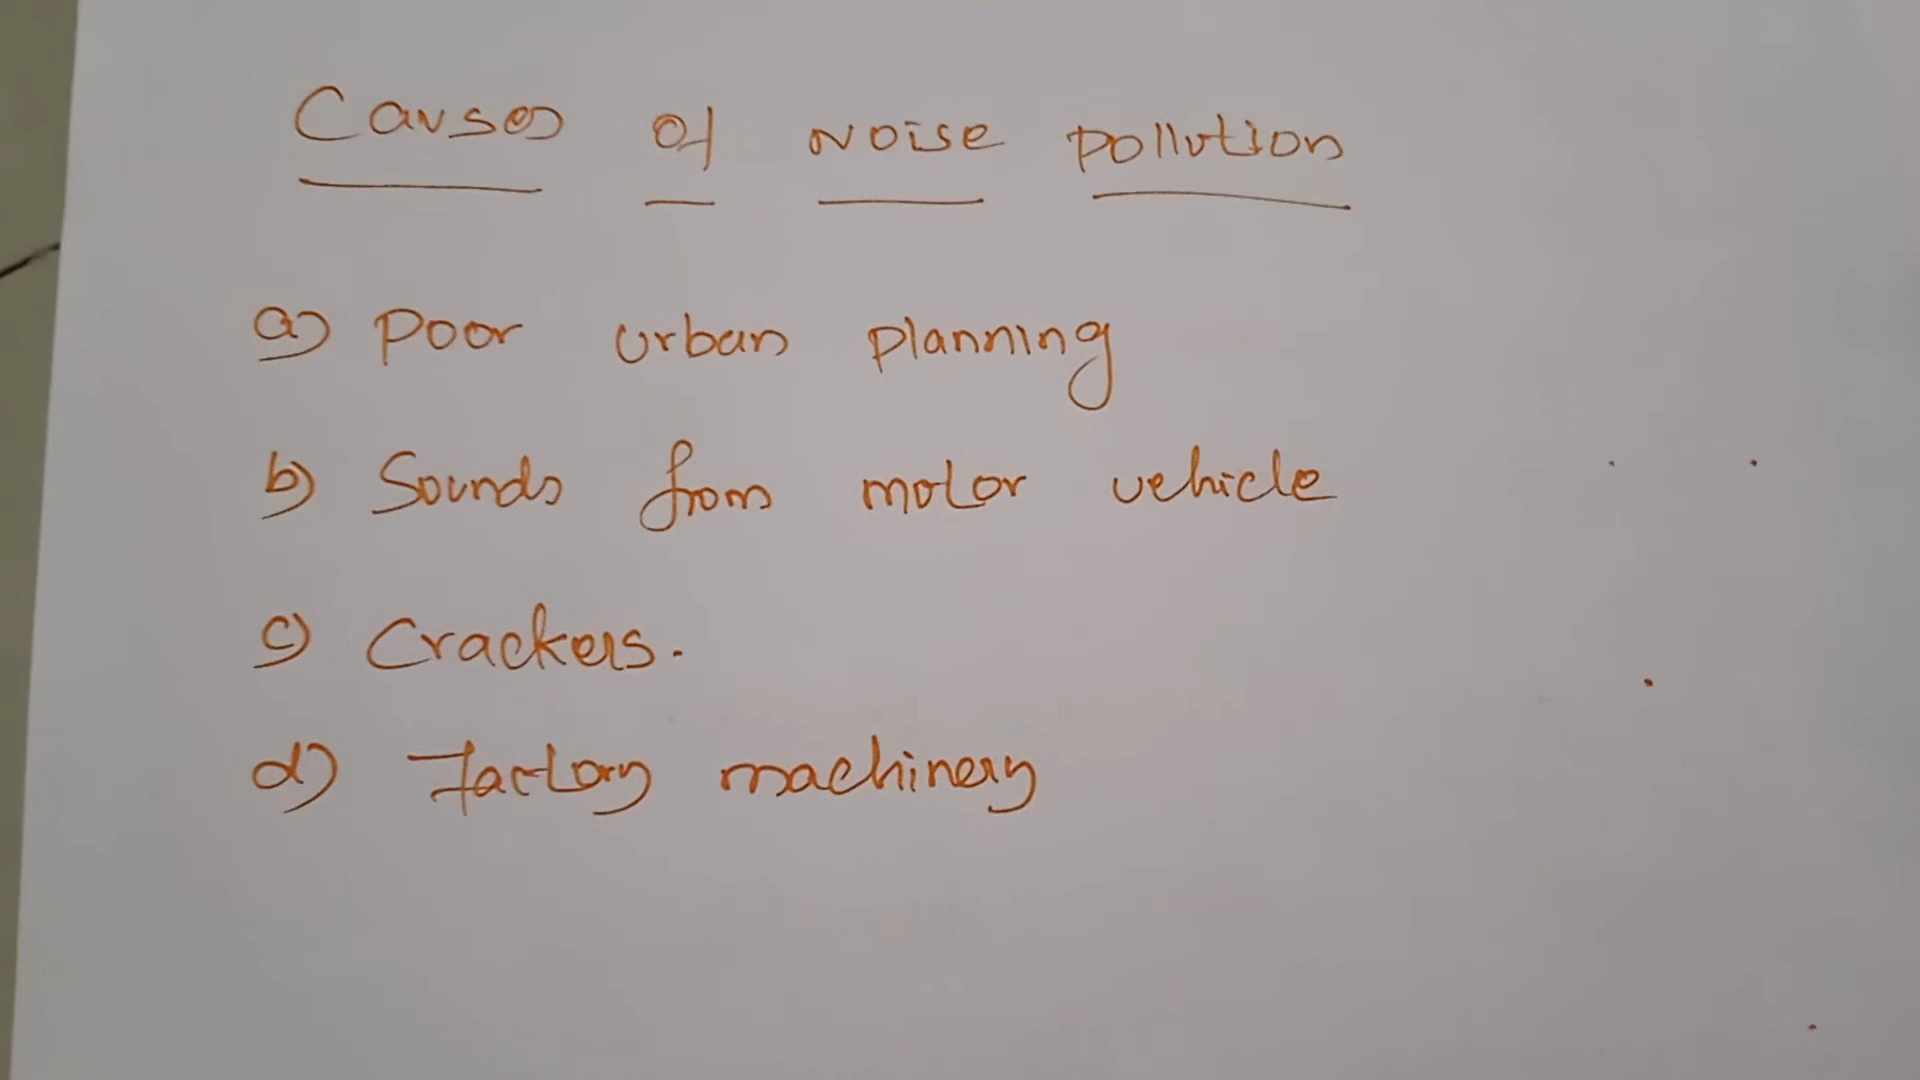 Causes of Noise pollution
a) Poor urban planning
b) Sounds from motor vehicle
c) Crackers.
d) Factory machinery